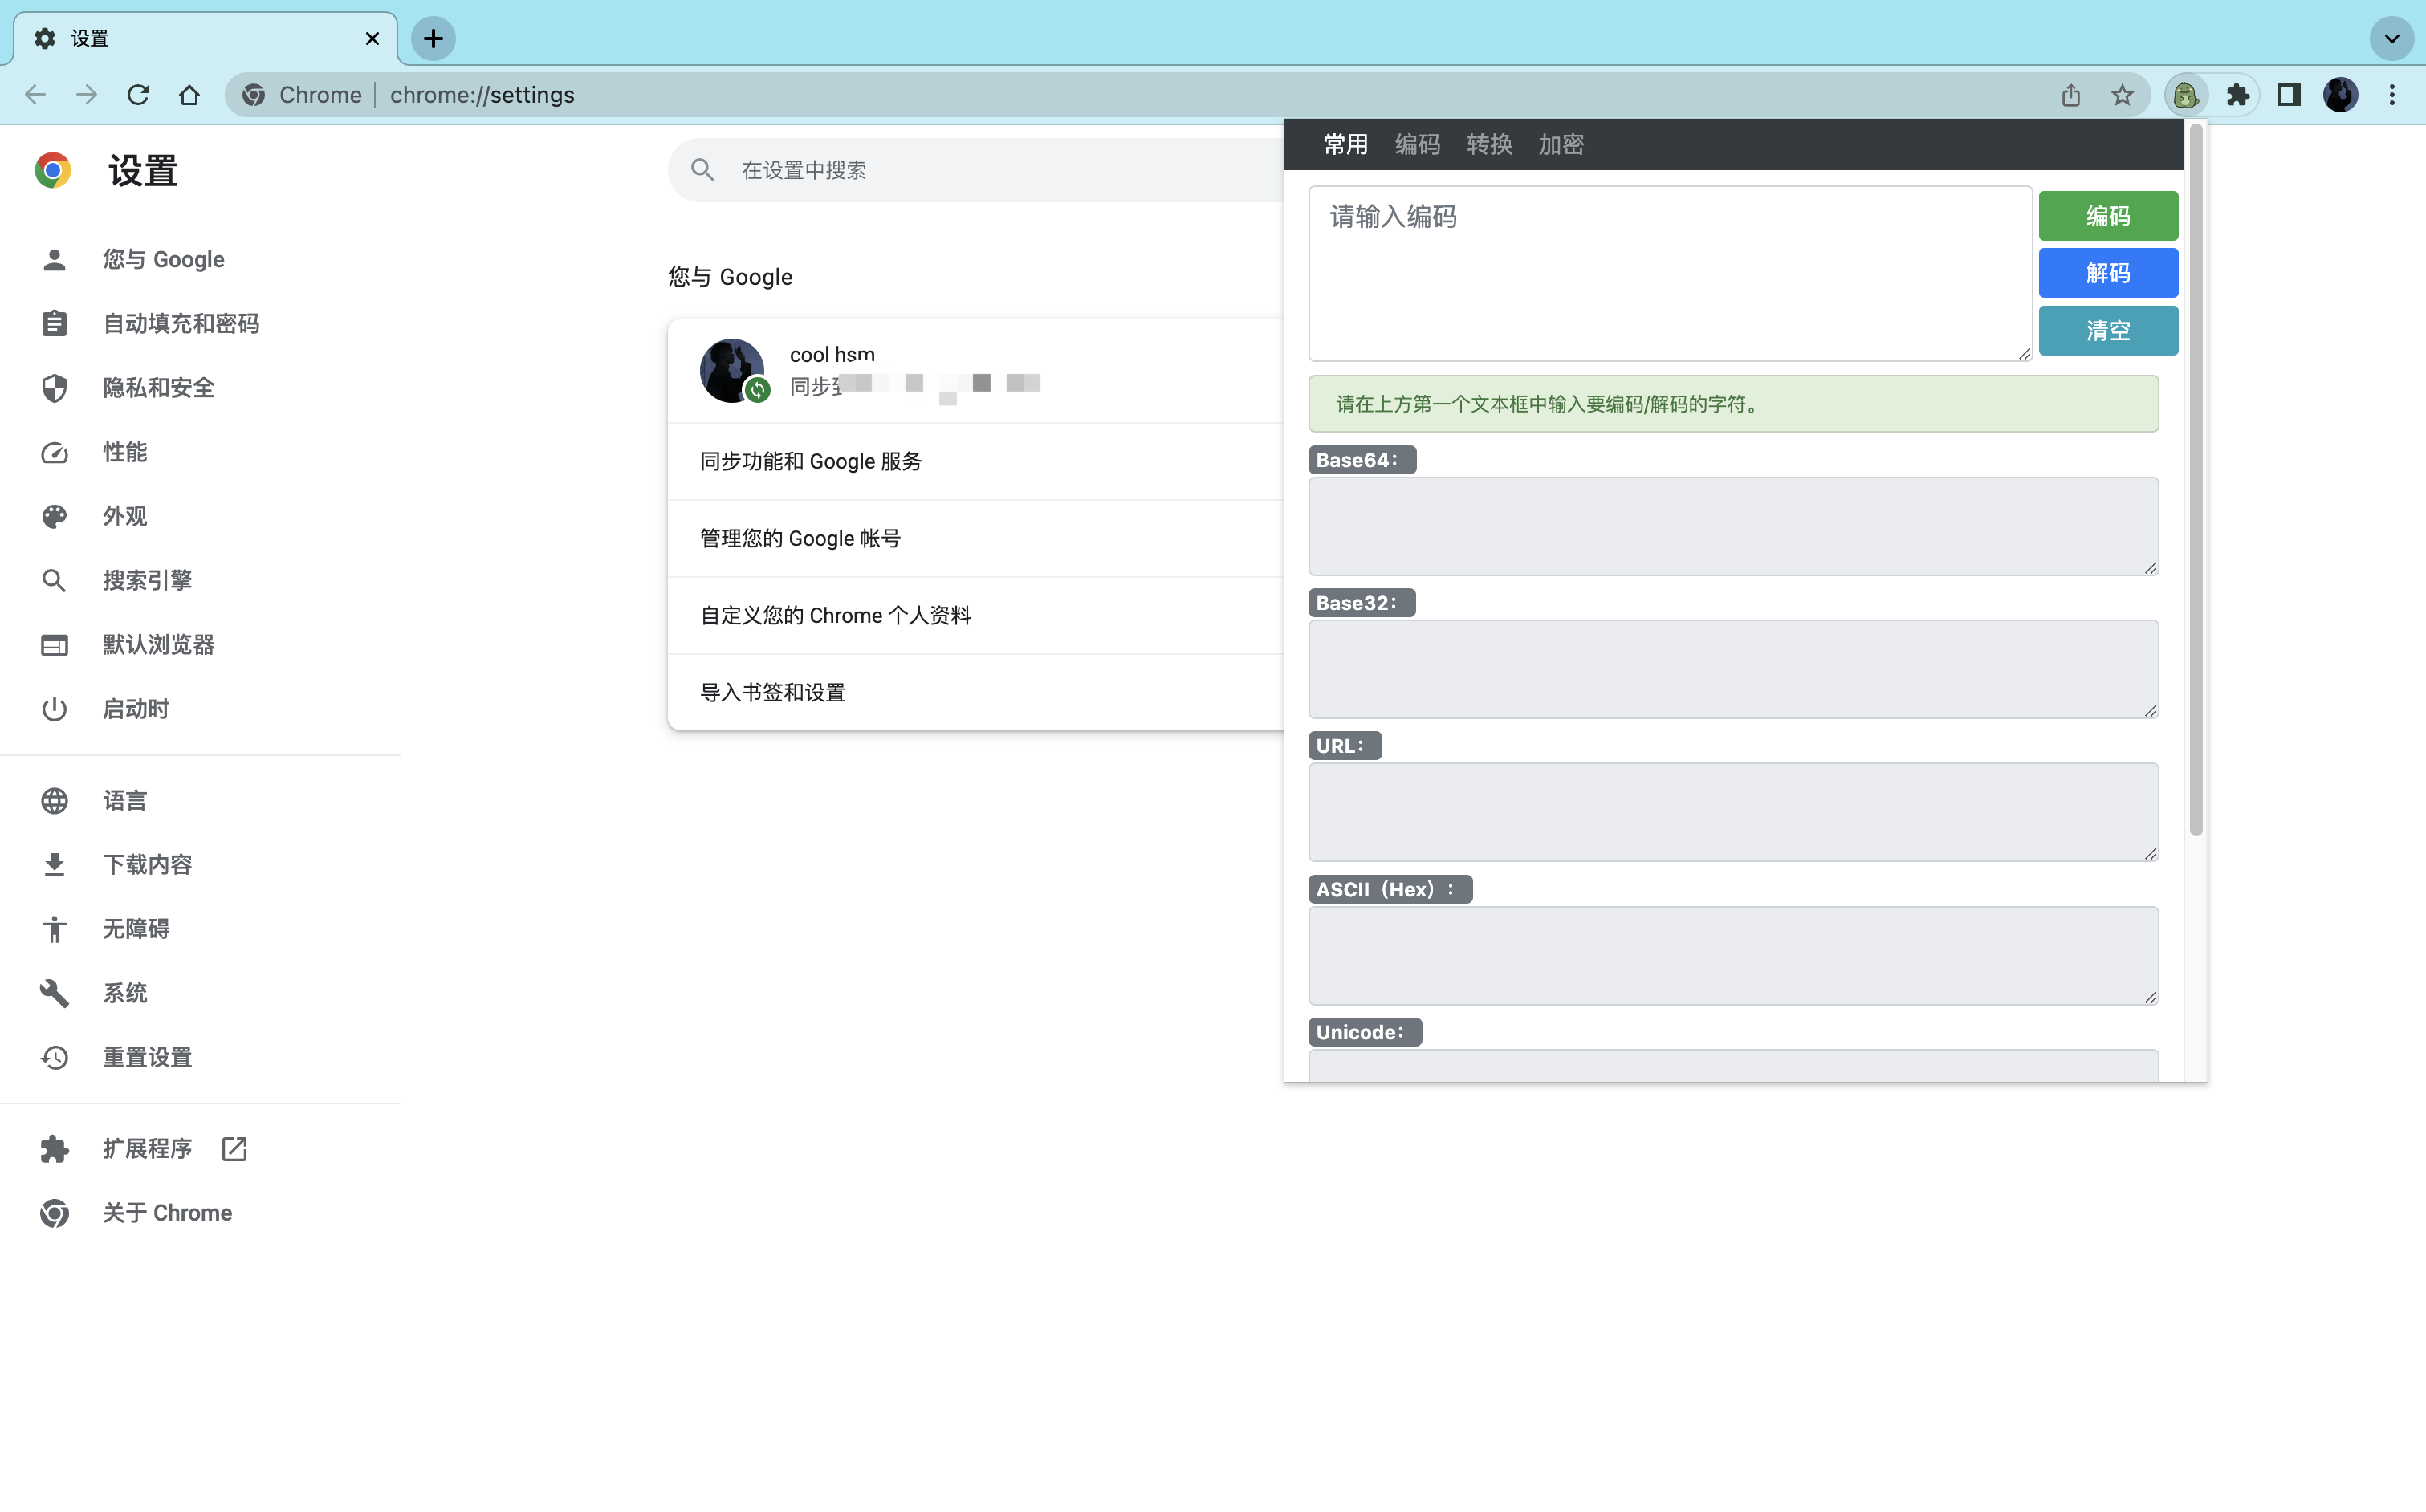 设置
Chrome
chrome://settings
设置
在设置中搜索
您与 Google
自动填充和密码
隐私和安全
性能
外观
搜索引擎
默认浏览器
启动时
语言
下载内容
无障碍
系统
重置设置
扩展程序
关于 Chrome
您与 Google
cool hsm
同步到
同步功能和 Google 服务
管理您的 Google 帐号
自定义您的 Chrome 个人资料
导入书签和设置
常用 编码 转换 加密
请输入编码
编码
解码
清空
请在上方第一个文本框中输入要编码/解码的字符。
Base64：
Base32：
URL：
ASCII（Hex）：
Unicode：